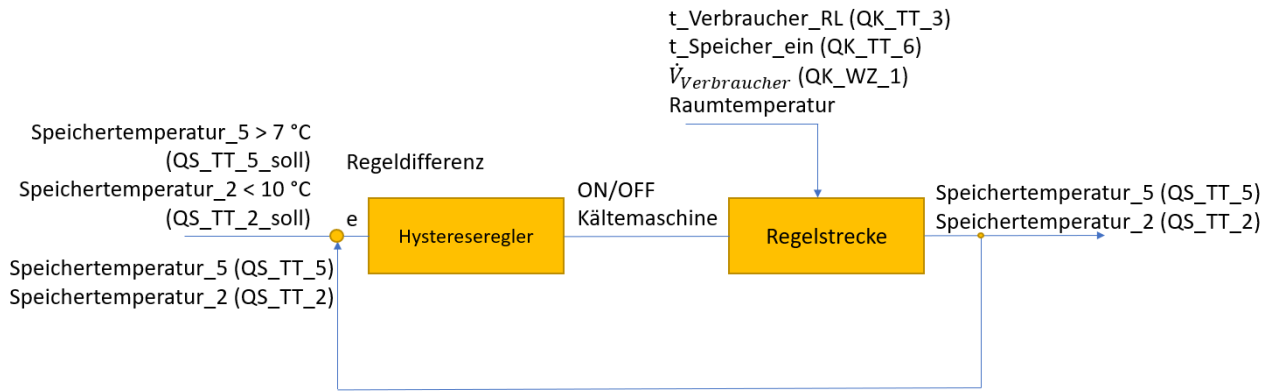 t_Verbraucher_RL (QK_TT_3)
t_Speicher_ein (QK_TT_6)
V̇_Verbraucher (QK_WZ_1)
Raumtemperatur
Speichertemperatur_5 > 7 °C
(QS_TT_5_soll)
Speichertemperatur_2 < 10 °C
(QS_TT_2_soll)
Regeldifferenz
e
Hystereseregler
ON/OFF
Kältemaschine
Regelstrecke
Speichertemperatur_5 (QS_TT_5)
Speichertemperatur_2 (QS_TT_2)
Speichertemperatur_5 (QS_TT_5)
Speichertemperatur_2 (QS_TT_2)